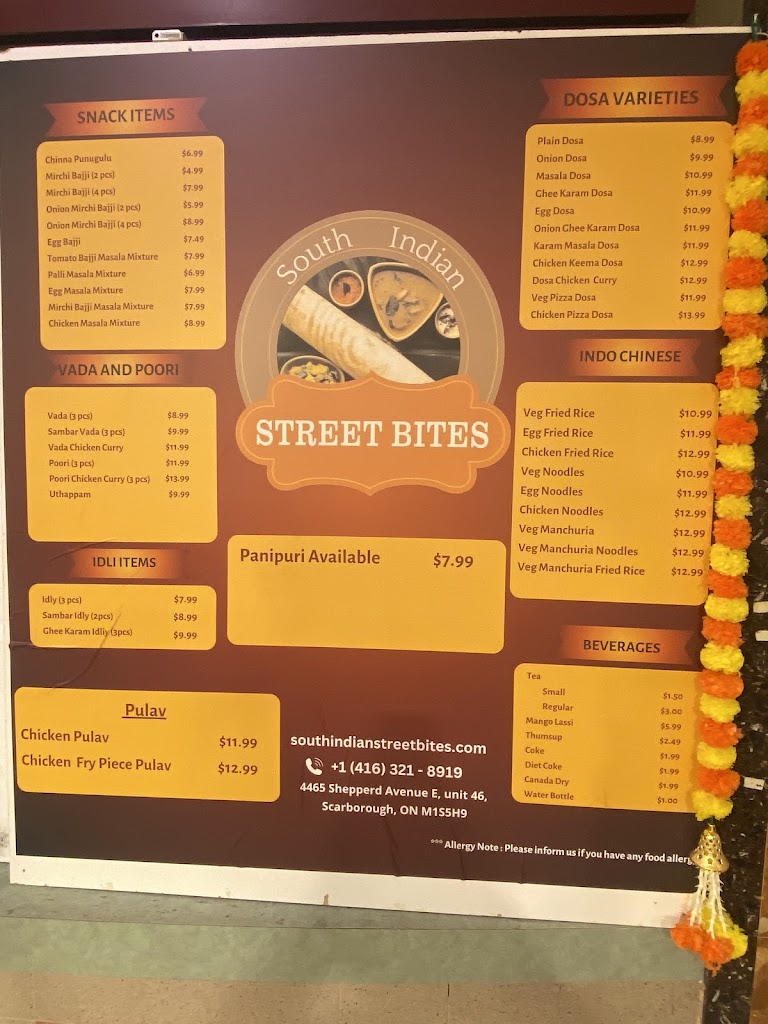 SNACK ITEMS
Chinna Punugulu $6.99
Mirchi Bajji (2 pcs) $4.99
Mirchi Bajji (4 pcs) $7.99
Onion Mirchi Bajji (2 pcs) $5.99
Onion Mirchi Bajji (4 pcs) $8.99
Egg Bajji $7.49
Tomato Bajji Masala Mixture $7.99
Palli Masala Mixture $6.99
Egg Masala Mixture $7.99
Mirchi Bajji Masala Mixture $7.99
Chicken Masala Mixture $8.99
VADA AND POORI
Vada (3 pcs) $8.99
Sambar Vada (3 pcs) $9.99
Vada Chicken Curry $11.99
Poori (3 pcs) $11.99
Poori Chicken Curry (3 pcs) $13.99
Uthappam $9.99
IDLI ITEMS
Idly (3 pcs) $7.99
Sambar Idly (2pcs) $8.99
Ghee Karam Idliy (3pcs) $9.99
Pulav
Chicken Pulav $11.99
Chicken Fry Piece Pulav $12.99
South Indian
STREET BITES
Panipuri Available $7.99
southindianstreetbites.com
+1 (416) 321 - 8919
4465 Shepperd Avenue E, unit 46,
Scarborough, ON M1S5H9
DOSA VARIETIES
Plain Dosa $8.99
Onion Dosa $9.99
Masala Dosa $10.99
Ghee Karam Dosa $11.99
Egg Dosa $10.99
Onion Ghee Karam Dosa $11.99
Karam Masala Dosa $11.99
Chicken Keema Dosa $12.99
Dosa Chicken Curry $12.99
Veg Pizza Dosa $11.99
Chicken Pizza Dosa $13.99
INDO CHINESE
Veg Fried Rice $10.99
Egg Fried Rice $11.99
Chicken Fried Rice $12.99
Veg Noodles $10.99
Egg Noodles $11.99
Chicken Noodles $12.99
Veg Manchuria $12.99
Veg Manchuria Noodles $12.99
Veg Manchuria Fried Rice $12.99
BEVERAGES
Tea
Small $1.50
Regular $3.00
Mango Lassi $5.99
Thumsup $2.49
Coke $1.99
Diet Coke $1.99
Canada Dry $1.99
Water Bottle $1.00
*** Allergy Note : Please inform us if you have any food allerg